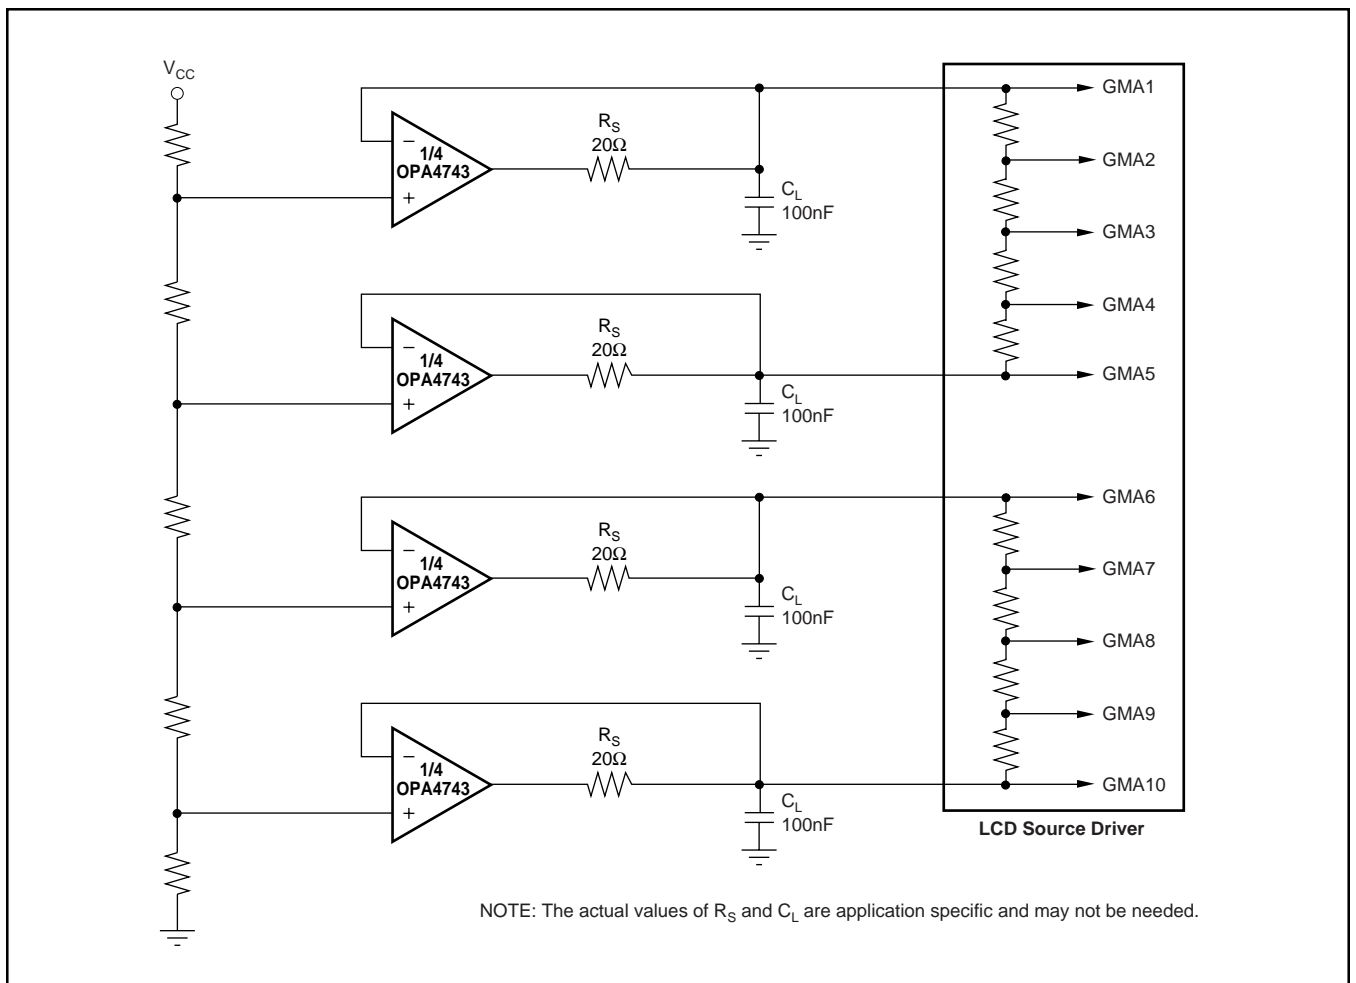 V_CC
GMA1
R_S
20Ω
−
1/4
OPA4743
+
GMA2
C_L
100nF
GMA3
GMA4
R_S
20Ω
−
1/4
OPA4743
+
GMA5
C_L
100nF
GMA6
R_S
20Ω
−
1/4
OPA4743
+
GMA7
C_L
100nF
GMA8
GMA9
R_S
20Ω
−
1/4
OPA4743
+
GMA10
C_L
100nF
LCD Source Driver
NOTE: The actual values of R_S and C_L are application specific and may not be needed.